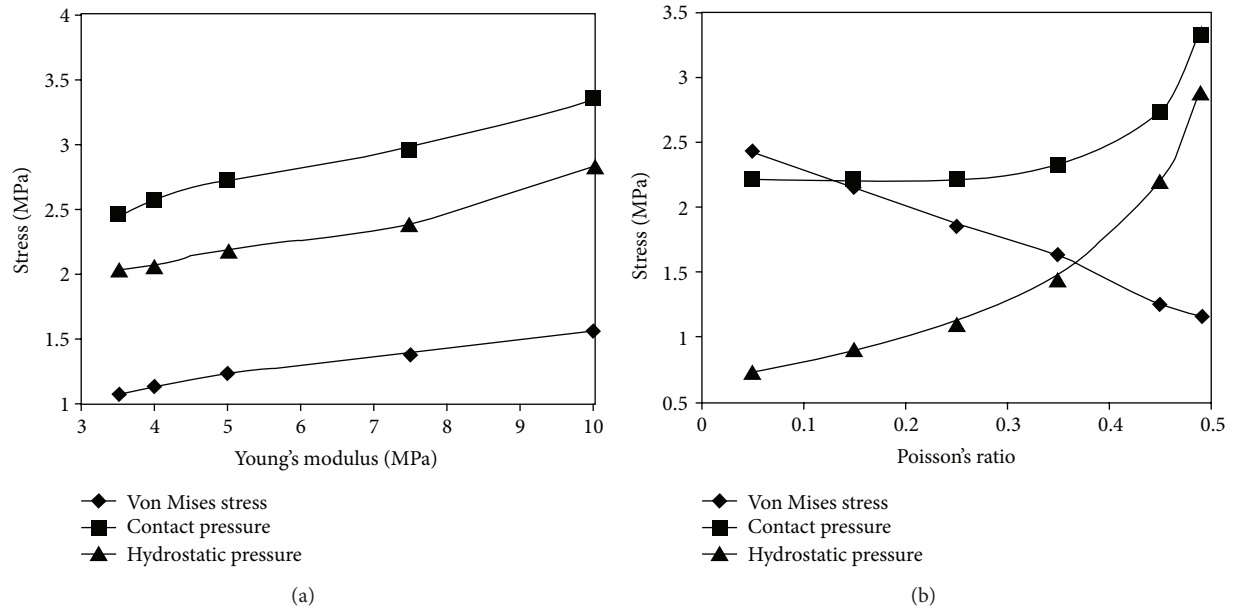 4
3.5
3
2.5
2
1.5
1
Stress (MPa)
3 4 5 6 7 8 9 10
Young's modulus (MPa)
Von Mises stress
Contact pressure
Hydrostatic pressure
(a)
3.5
3
2.5
2
1.5
1
0.5
Stress (MPa)
0 0.1 0.2 0.3 0.4 0.5
Poisson's ratio
Von Mises stress
Contact pressure
Hydrostatic pressure
(b)